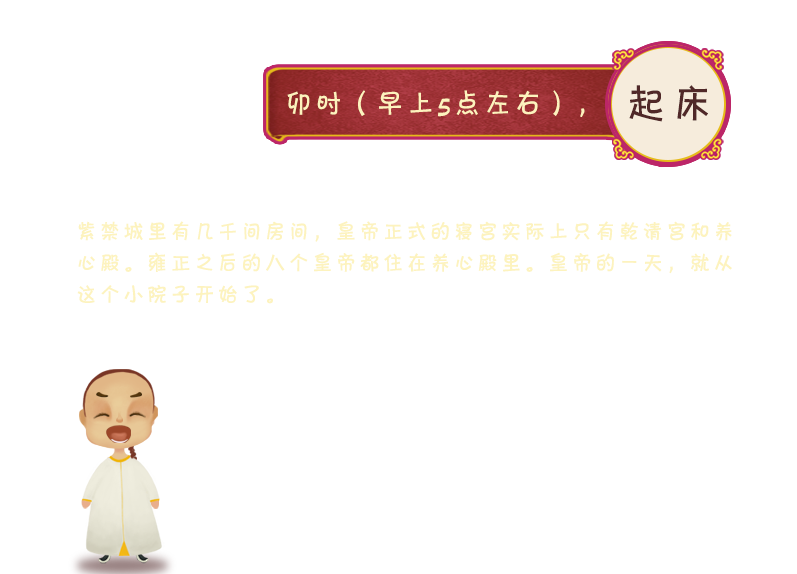 卯时（早上5点左右），起床
紫禁城里有几千间房间，皇帝正式的寝宫实际上只有乾清宫和养
心殿。雍正之后的八个皇帝都住在养心殿里。皇帝的一天，就从
这个小院子开始了。